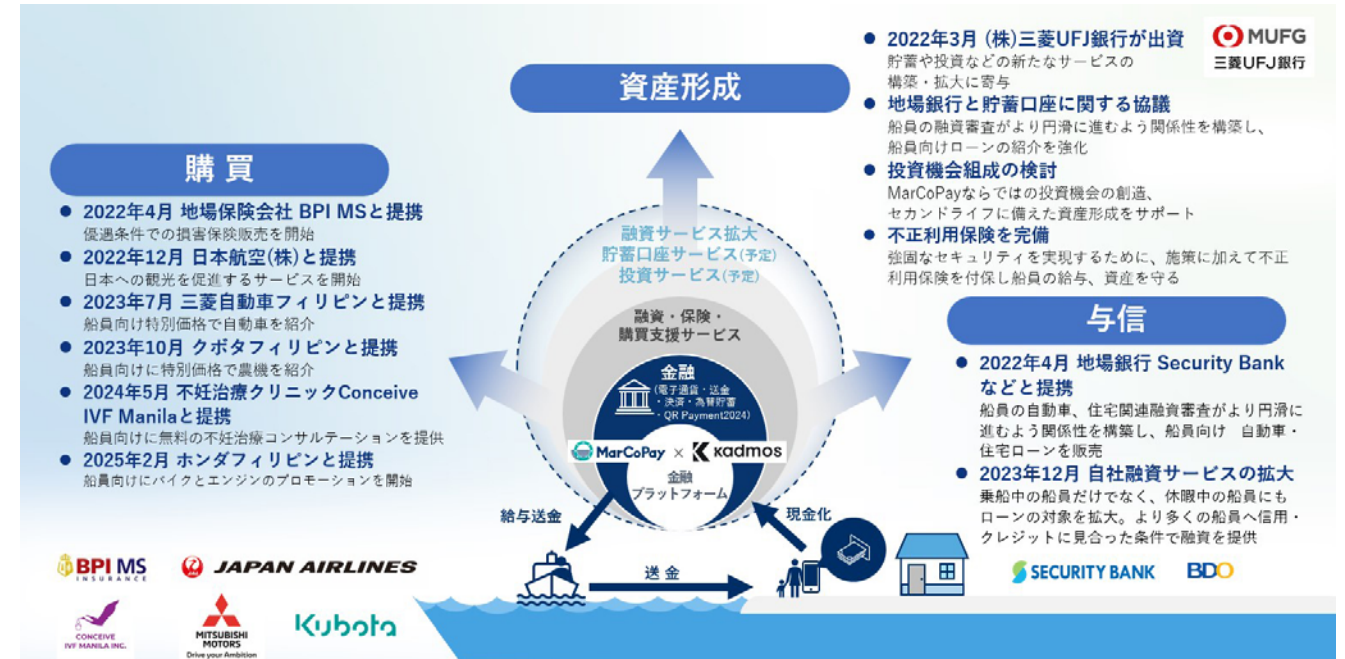 資産形成
● 2022年3月 (株)三菱UFJ銀行が出資
貯蓄や投資などの新たなサービスの
構築・拡大に寄与
● 地場銀行と貯蓄口座に関する協議
船員の融資審査がより円滑に進むよう関係性を構築し、
船員向けローンの紹介を強化
● 投資機会組成の検討
MarCoPayならではの投資機会の創造、
セカンドライフに備えた資産形成をサポート
● 不正利用保険を完備
強固なセキュリティを実現するために、施策に加えて不正
利用保険を付保し船員の給与、資産を守る
MUFG
三菱UFJ銀行
購買
● 2022年4月 地場保険会社 BPI MSと提携
優遇条件での損害保険販売を開始
● 2022年12月 日本航空(株)と提携
日本への観光を促進するサービスを開始
● 2023年7月 三菱自動車フィリピンと提携
船員向け特別価格で自動車を紹介
● 2023年10月 クボタフィリピンと提携
船員向けに特別価格で農機を紹介
● 2024年5月 不妊治療クリニックConceive
IVF Manilaと提携
船員向けに無料の不妊治療コンサルテーションを提供
● 2025年2月 ホンダフィリピンと提携
船員向けにバイクとエンジンのプロモーションを開始
融資サービス拡大
貯蓄口座サービス(予定)
投資サービス(予定)
融資・保険・
購買支援サービス
金融
(電子通貨・送金
・決済・為替貯蓄
・QR Payment2024)
MarCoPay × kadmos
金融
プラットフォーム
給与送金
現金化
送金
与信
● 2022年4月 地場銀行 Security Bank
などと提携
船員の自動車、住宅関連融資審査がより円滑に
進むよう関係性を構築し、船員向け 自動車・
住宅ローンを販売
● 2023年12月 自社融資サービスの拡大
乗船中の船員だけでなく、休暇中の船員にも
ローンの対象を拡大。より多くの船員へ信用・
クレジットに見合った条件で融資を提供
SECURITY BANK
BDO
BPI MS
INSURANCE
JAPAN AIRLINES
CONCEIVE
IVF MANILA INC.
MITSUBISHI
MOTORS
Drive your Ambition
Kubota